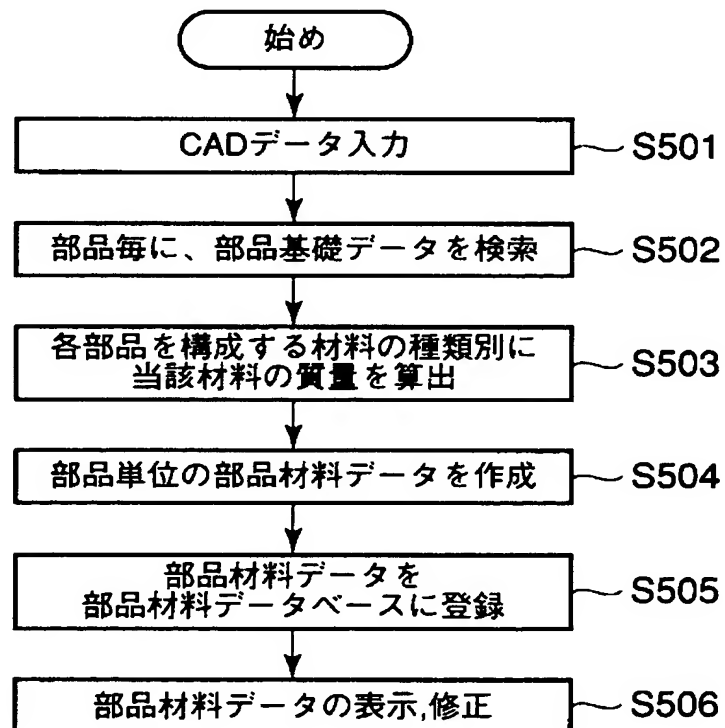 始め
CADデータ入力
S501
部品毎に、部品基礎データを検索
S502
各部品を構成する材料の種類別に
当該材料の質量を算出
S503
部品単位の部品材料データを作成
S504
部品材料データを
部品材料データベースに登録
S505
部品材料データの表示,修正
S506